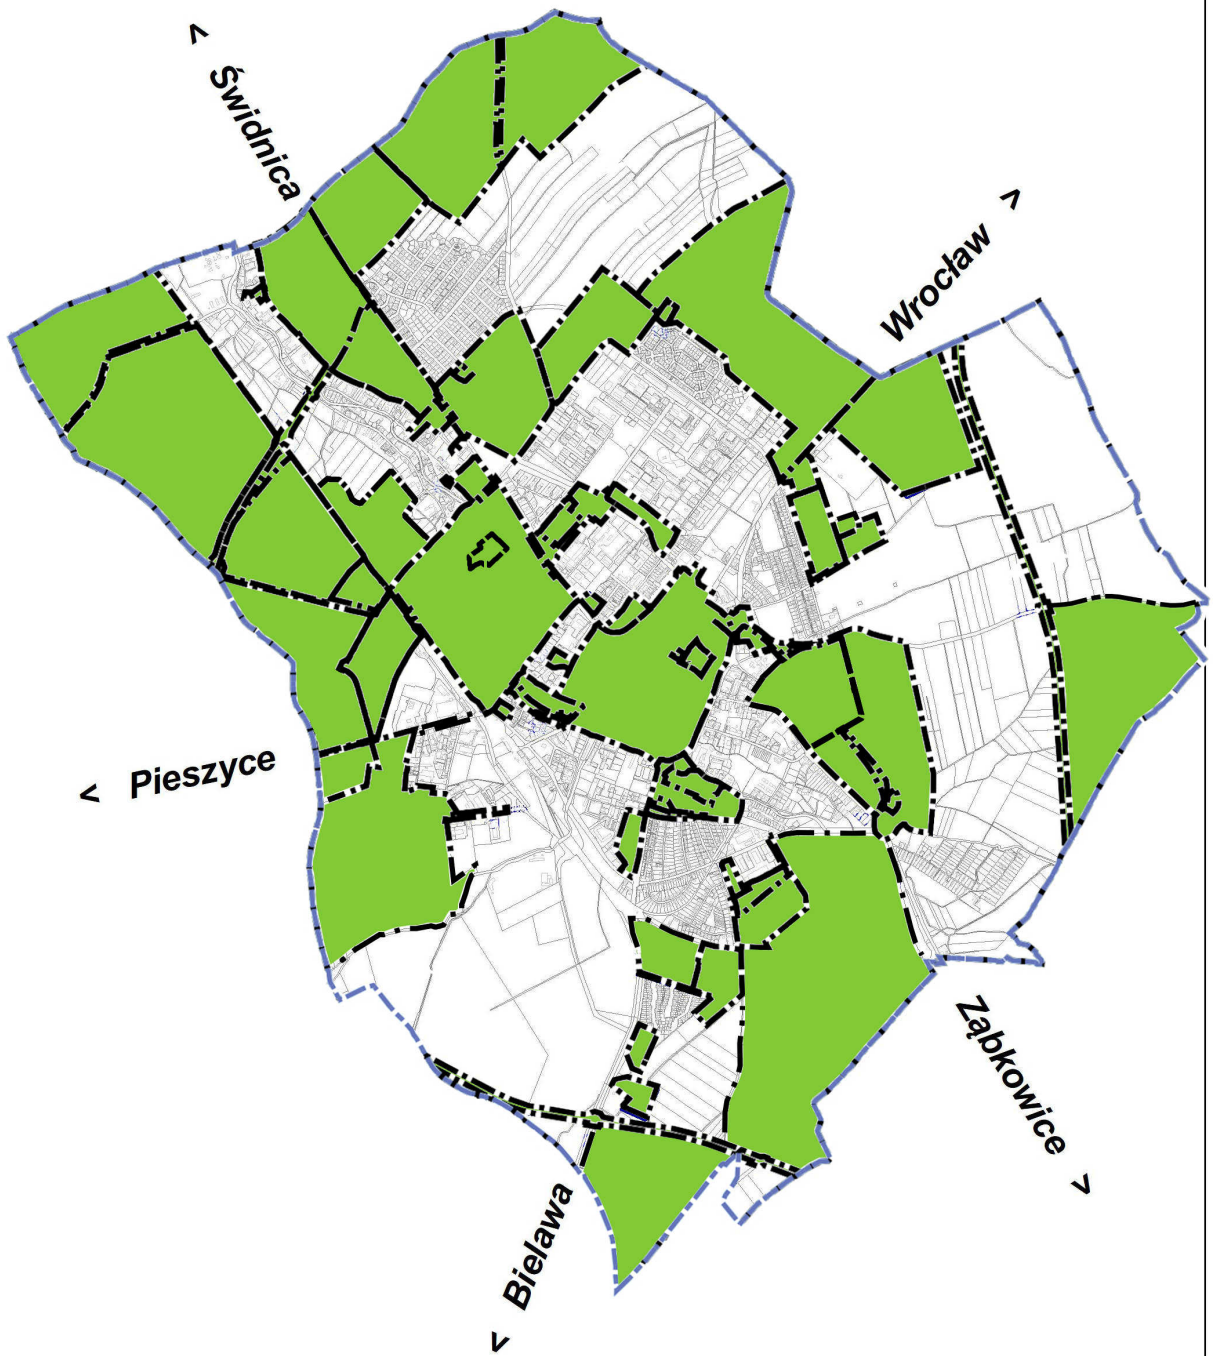 < Świdnica
Wrocław >
< Pieszyce
Ząbkowice >
< Bielawa